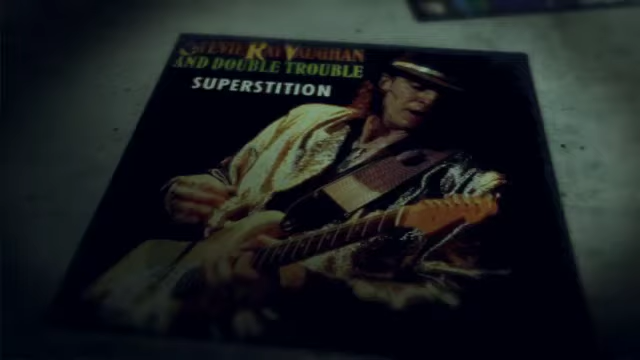 STEVIE RAY VAUGHAN
AND DOUBLE TROUBLE
SUPERSTITION